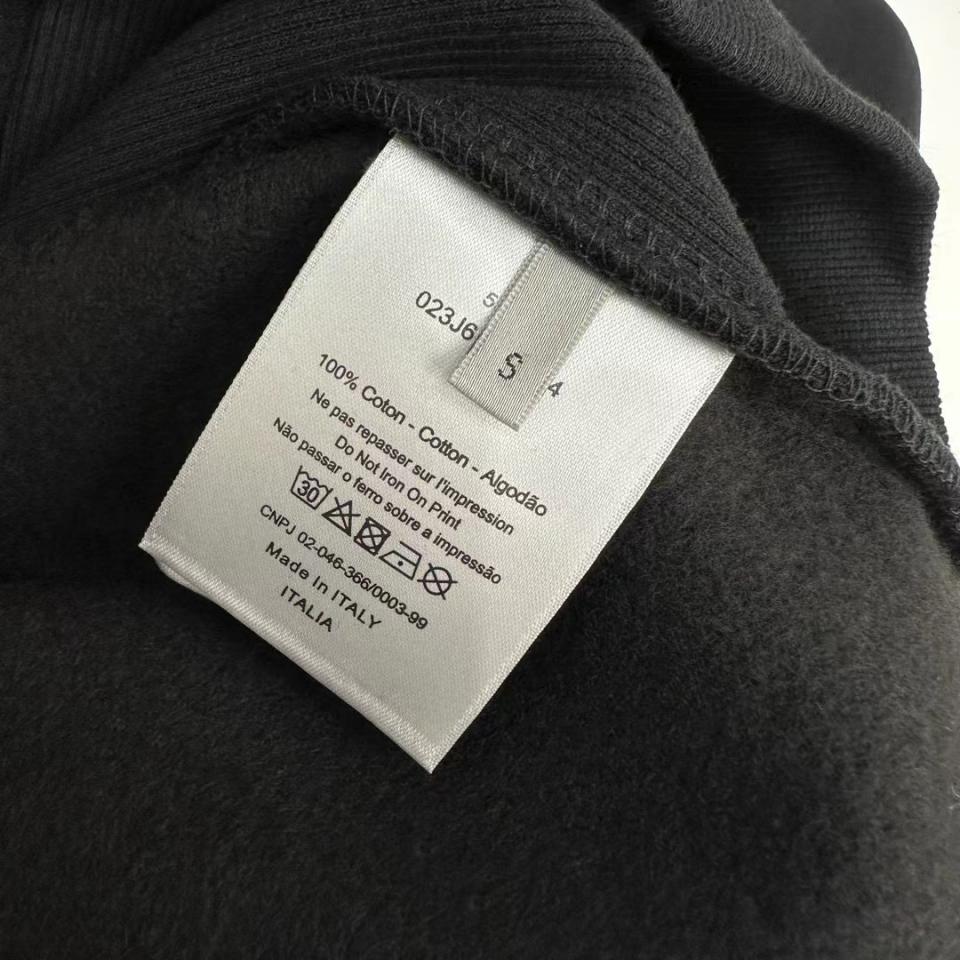 5
023J6
S
4
100% Coton - Cotton - Algodão
Ne pas repasser sur l'impression
Do Not Iron On Print
Não passar o ferro sobre a impressão
30
CNPJ 02-046-366/0003-99
Made In ITALY
ITALIA